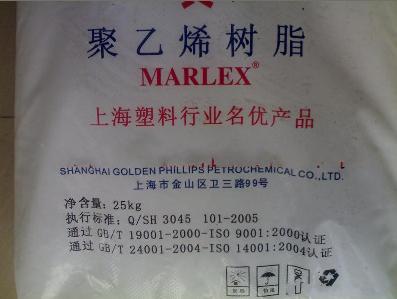 聚乙烯树脂
MARLEX®
上海塑料行业名优产品
SHANGHAI GOLDEN PHILLIPS PETROCHEMICAL CO.,LTD.
上海市金山区卫三路99号
净含量: 25kg
执行标准: Q/SH 3045 101-2005
通过 GB/T 19001-2000-ISO 9001:2000认证
通过 GB/T 24001-2004-ISO 14001:2004认证